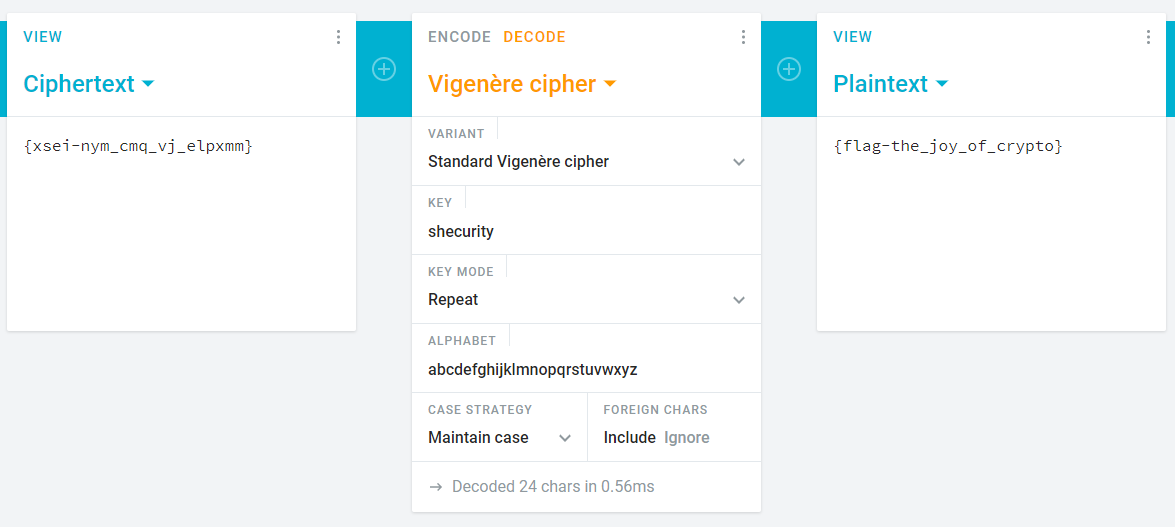 VIEW
Ciphertext
{xsei-nym_cmq_vj_elpxmm}
ENCODE DECODE
Vigenère cipher
VARIANT
Standard Vigenère cipher
KEY
shecurity
KEY MODE
Repeat
ALPHABET
abcdefghijklmnopqrstuvwxyz
CASE STRATEGY
Maintain case
FOREIGN CHARS
Include Ignore
→ Decoded 24 chars in 0.56ms
VIEW
Plaintext
{flag-the_joy_of_crypto}